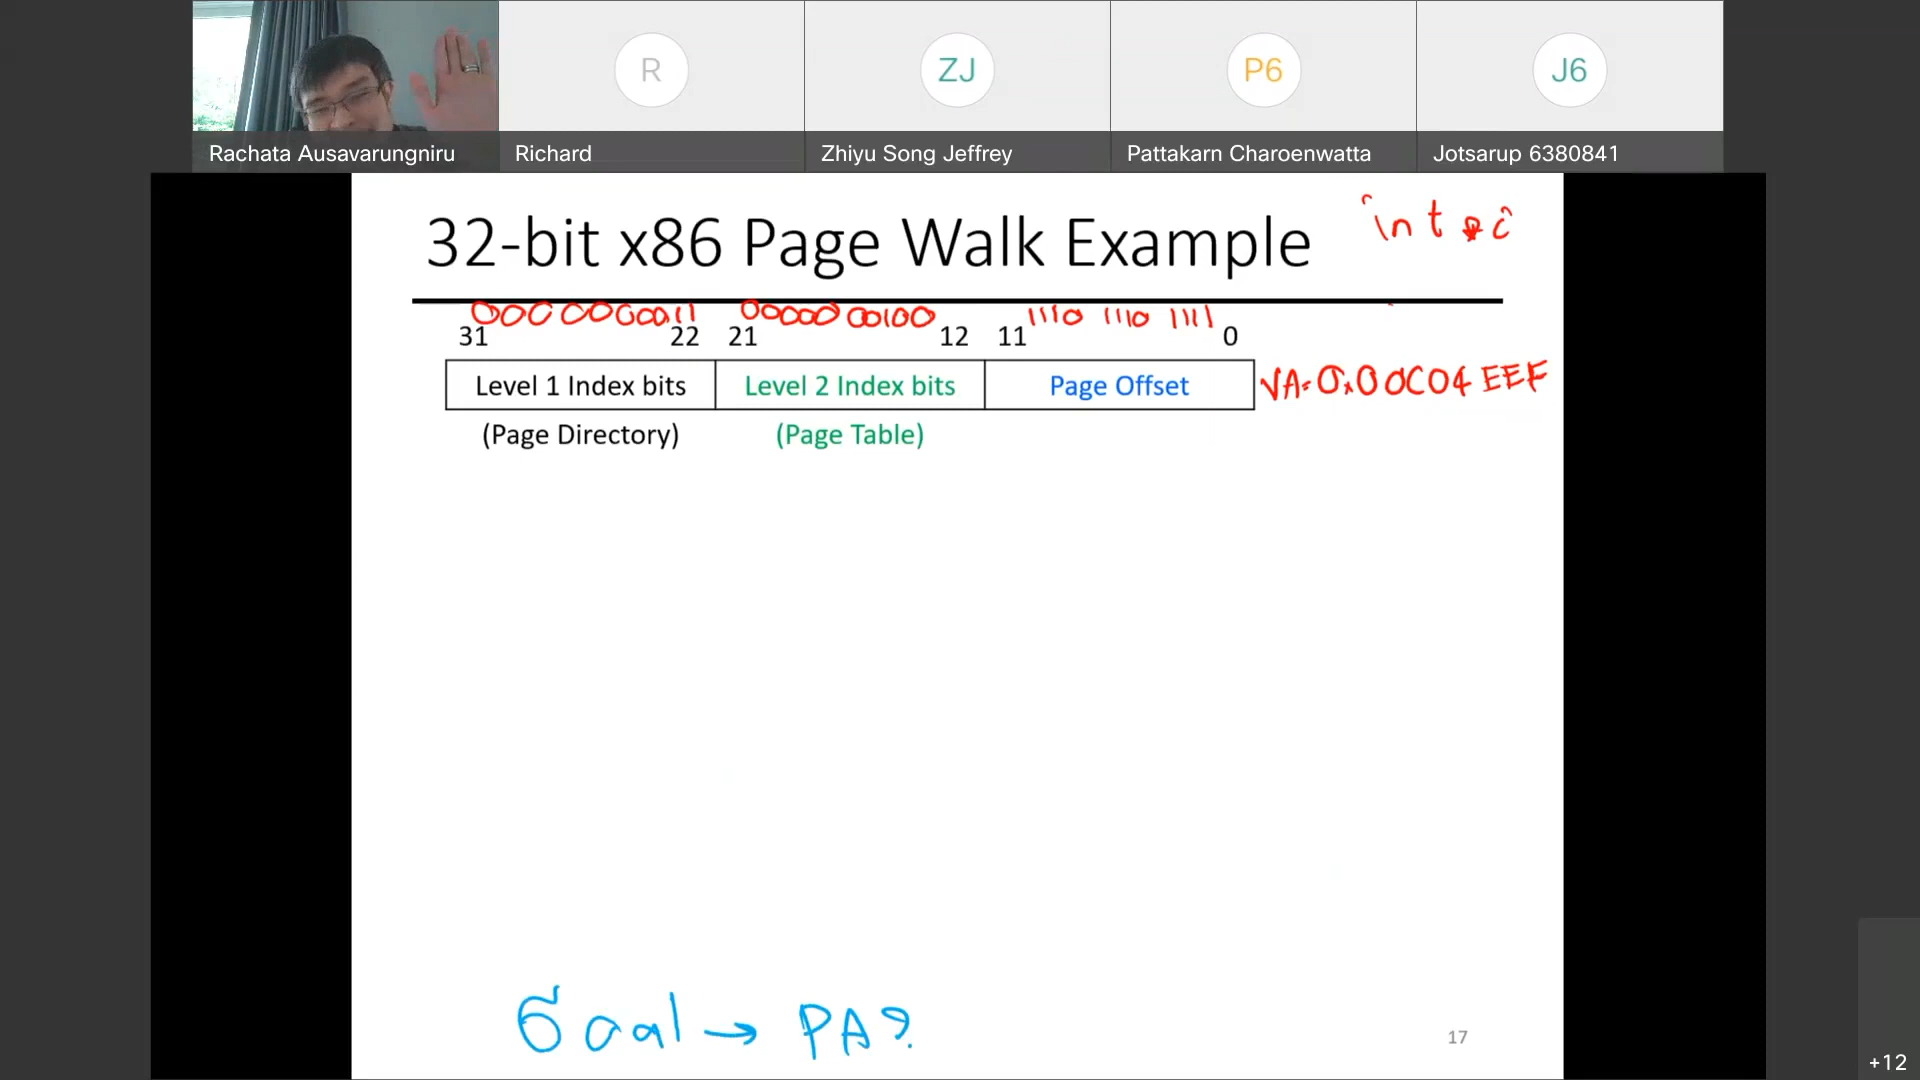 R ZJ P6 J6
Rachata Ausavarungniru Richard Zhiyu Song Jeffrey Pattakarn Charoenwatta Jotsarup 6380841
32-bit x86 Page Walk Example int *i
0000000011 0000000100 1110 1110 1111
31 22 21 12 11 0
Level 1 Index bits Level 2 Index bits Page Offset VA=0x00C04EEF
(Page Directory) (Page Table)
Goal → PA?
17
+12